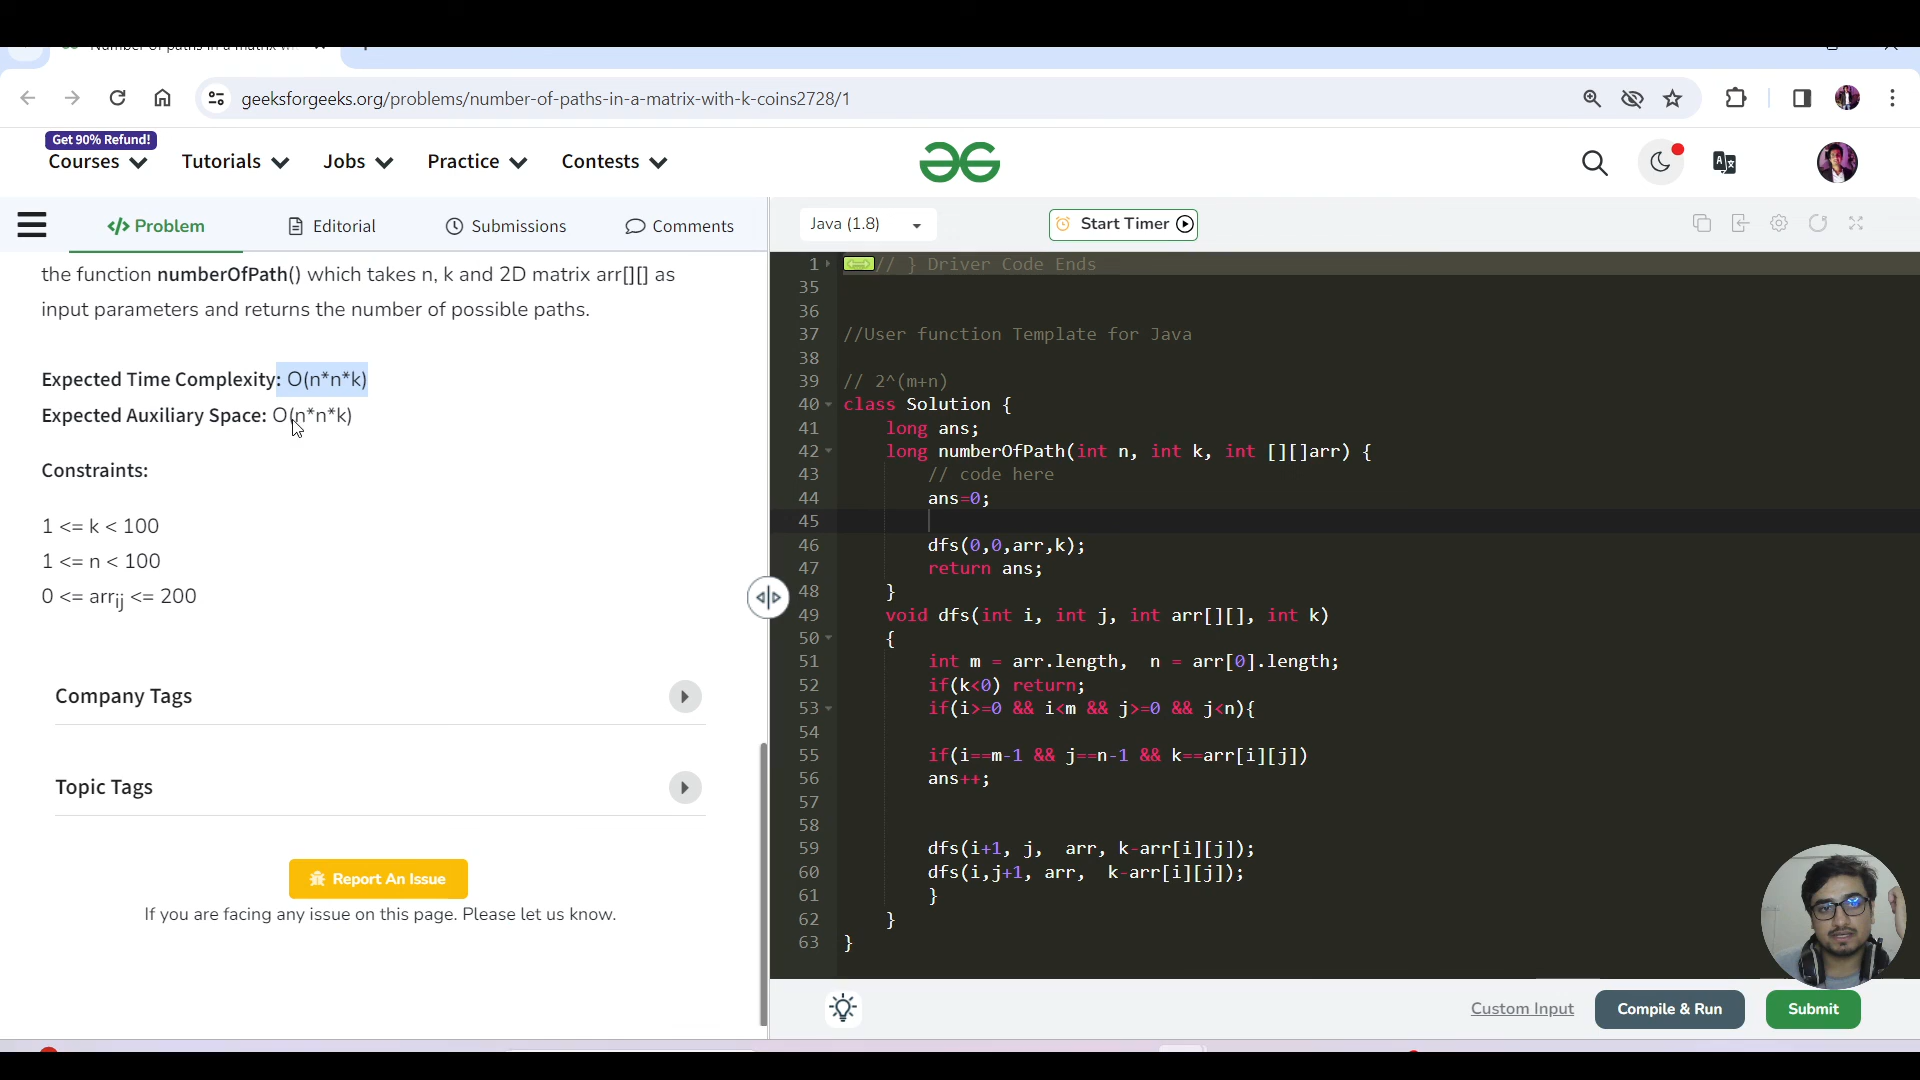 Number of paths in a matrix w
geeksforgeeks.org/problems/number-of-paths-in-a-matrix-with-k-coins2728/1
Get 90% Refund!
Courses
Tutorials
Jobs
Practice
Contests
Problem
Editorial
Submissions
Comments
the function numberOfPath() which takes n, k and 2D matrix arr[][] as
input parameters and returns the number of possible paths.
Expected Time Complexity: O(n*n*k)
Expected Auxiliary Space: O(n*n*k)
Constraints:
1 <= k < 100
1 <= n < 100
0 <= arrij <= 200
Company Tags
Topic Tags
Report An Issue
If you are facing any issue on this page. Please let us know.
Java (1.8)
Start Timer
1 // } Driver Code Ends
35
36
37 //User function Template for Java
38
39 // 2^(m+n)
40 class Solution {
41 long ans;
42 long numberOfPath(int n, int k, int [][]arr) {
43 // code here
44 ans=0;
45
46 dfs(0,0,arr,k);
47 return ans;
48 }
49 void dfs(int i, int j, int arr[][], int k)
50 {
51 int m = arr.length, n = arr[0].length;
52 if(k<0) return;
53 if(i>=0 && i<m && j>=0 && j<n){
54
55 if(i==m-1 && j==n-1 && k==arr[i][j])
56 ans++;
57
58
59 dfs(i+1, j, arr, k-arr[i][j]);
60 dfs(i,j+1, arr, k-arr[i][j]);
61 }
62 }
63 }
Custom Input
Compile & Run
Submit